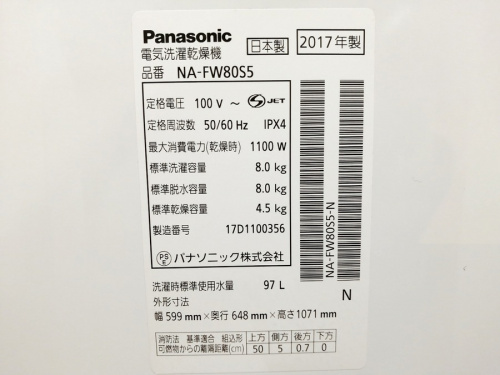 Panasonic
電気洗濯乾燥機 日本製 2017年製
品番 NA-FW80S5
定格電圧 100 V ~ S JET
定格周波数 50/60 Hz IPX4
最大消費電力(乾燥時) 1100 W
標準洗濯容量 8.0 kg
標準脱水容量 8.0 kg
標準乾燥容量 4.5 kg
製造番号 17D1100356
PS E パナソニック株式会社
NA-FW80S5-N
洗濯時標準使用水量 97 L
N
外形寸法
幅 599 mm×奥行 648 mm×高さ1071 mm
消防法 基準適合 組込形 上方 側方 後方 下方
可燃物からの離隔距離(cm) 50 5 0.7 0